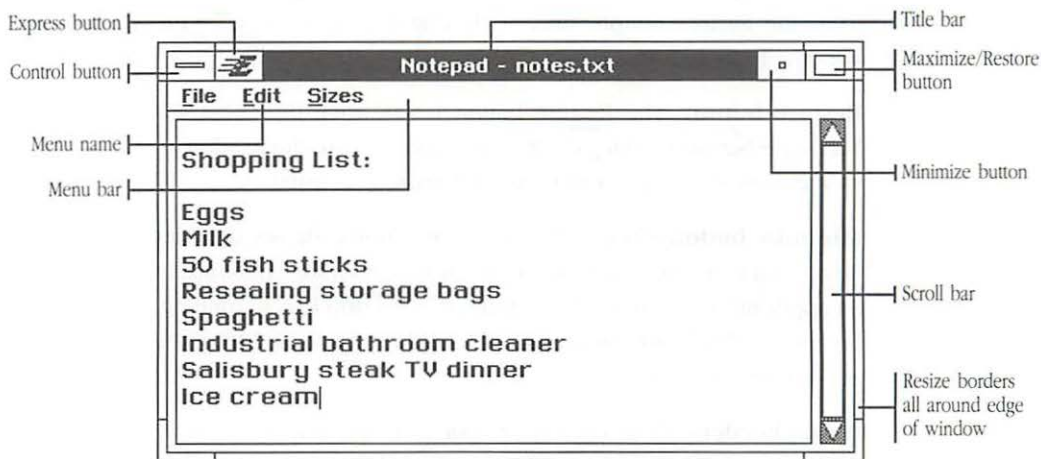 Express button
Title bar
Control button
Notepad - notes.txt
Maximize/Restore
button
File Edit Sizes
Menu name
Shopping List:
Minimize button
Menu bar
Eggs
Milk
50 fish sticks
Resealing storage bags
Scroll bar
Spaghetti
Industrial bathroom cleaner
Salisbury steak TV dinner
Ice cream
Resize borders
all around edge
of window